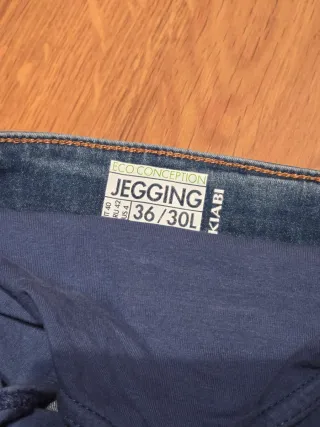 ECO CONCEPTION
JEGGING
IT 40
RU 42
US 4
36/30L
KIABI